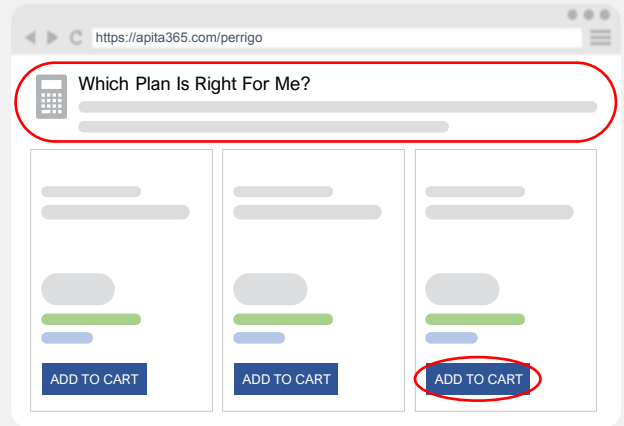 https://apita365.com/perrigo
Which Plan Is Right For Me?
ADD TO CART
ADD TO CART
ADD TO CART